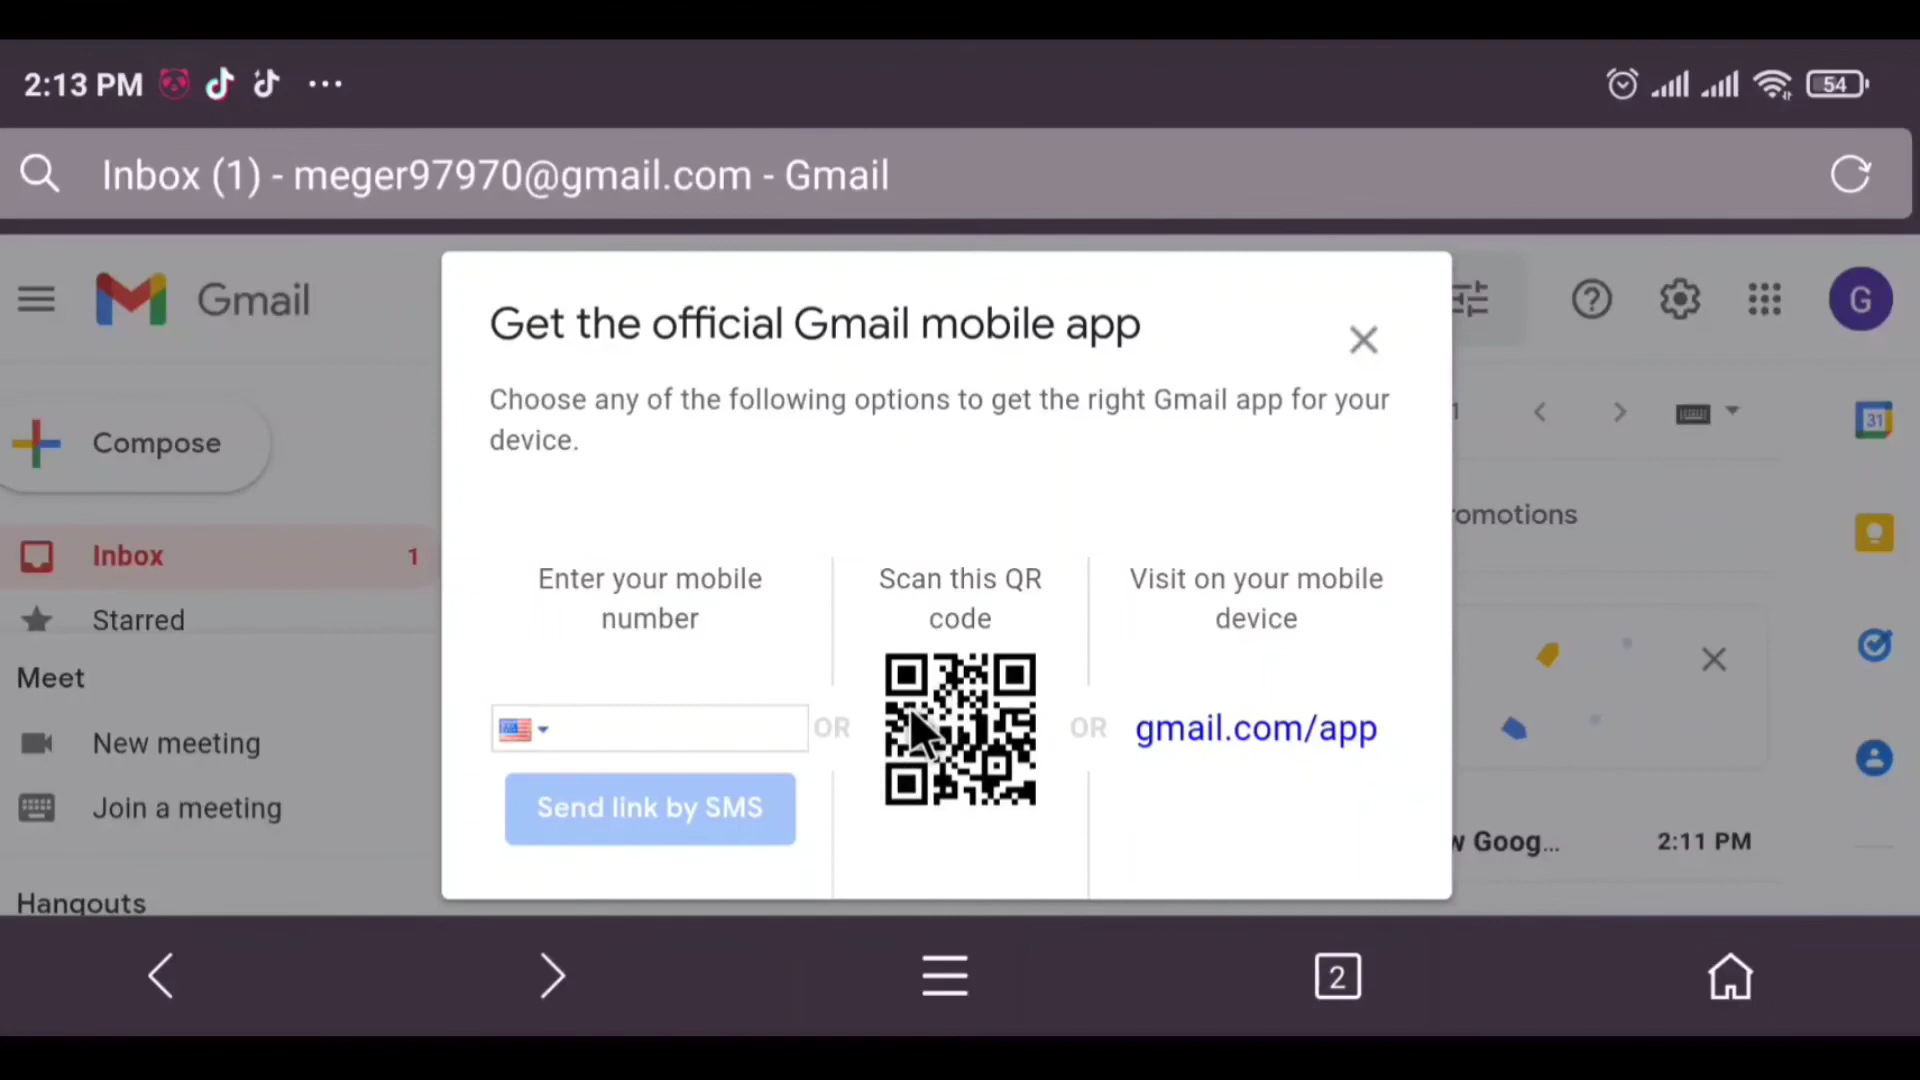 2:13 PM
54
Inbox (1) - meger97970@gmail.com - Gmail
Gmail
G
Get the official Gmail mobile app
Choose any of the following options to get the right Gmail app for your
device.
Compose
31
omotions
Inbox 1
Starred
Enter your mobile
number
Scan this QR
code
Visit on your mobile
device
Meet
New meeting
Join a meeting
OR
OR
gmail.com/app
Send link by SMS
Goog... 2:11 PM
Hangouts
2